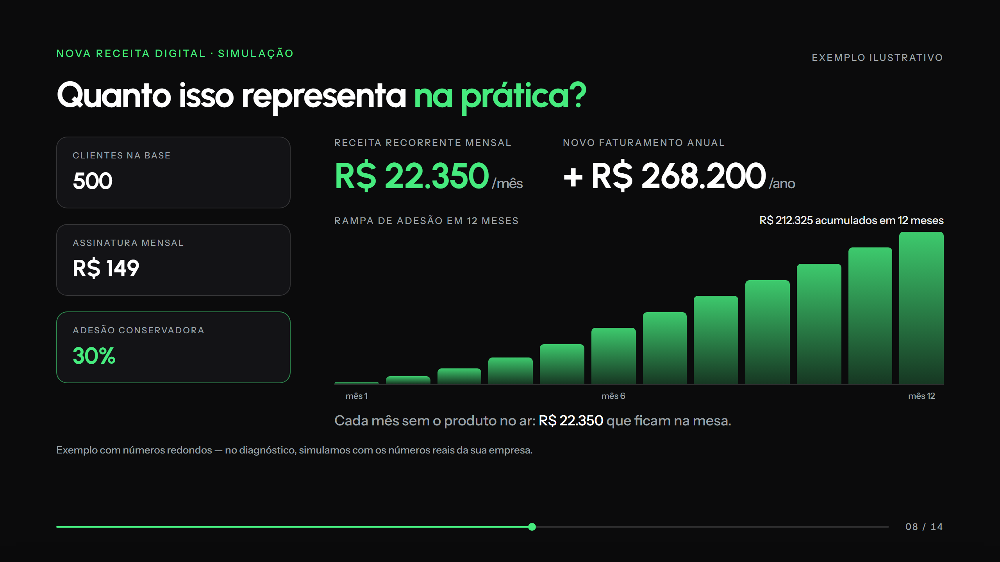 NOVA RECEITA DIGITAL · SIMULAÇÃO
EXEMPLO ILUSTRATIVO
Quanto isso representa na prática?
CLIENTES NA BASE
500
ASSINATURA MENSAL
R$ 149
ADESÃO CONSERVADORA
30%
RECEITA RECORRENTE MENSAL
R$ 22.350/mês
NOVO FATURAMENTO ANUAL
+ R$ 268.200/ano
RAMPA DE ADESÃO EM 12 MESES
R$ 212.325 acumulados em 12 meses
mês 1
mês 6
mês 12
Cada mês sem o produto no ar: R$ 22.350 que ficam na mesa.
Exemplo com números redondos — no diagnóstico, simulamos com os números reais da sua empresa.
08 / 14